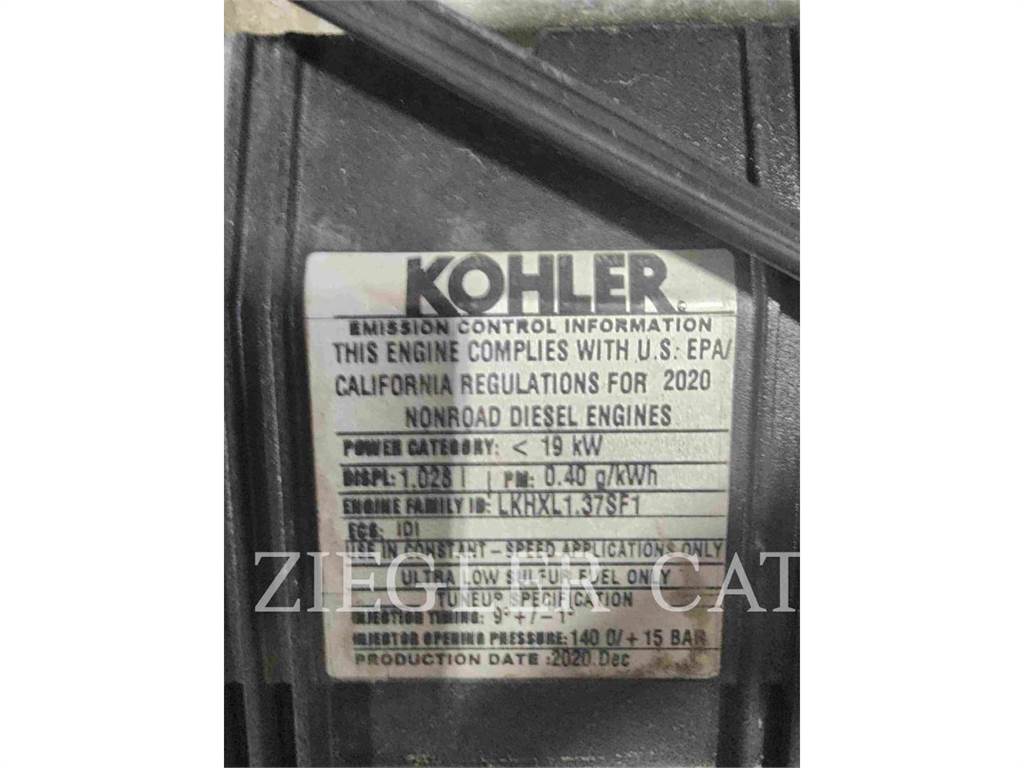 KOHLER
EMISSION CONTROL INFORMATION
THIS ENGINE COMPLIES WITH U.S: EPA/
CALIFORNIA REGULATIONS FOR 2020
NONROAD DIESEL ENGINES
POWER CATEGORY: < 19 kW
DISPL: 1.028 l | PM: 0.40 g/kWh
ENGINE FAMILY ID: LKHXL1.37SF1
ECS: IDI
USE IN CONSTANT-SPEED APPLICATIONS ONLY
ZIEGLER CAT
ULTRA LOW SULFUR FUEL ONLY
TUNEUP SPECIFICATION
INJECTION TIMING: 9°+/-1°
INJECTOR OPENING PRESSURE: 140 0/+15 BAR
PRODUCTION DATE :2020.Dec